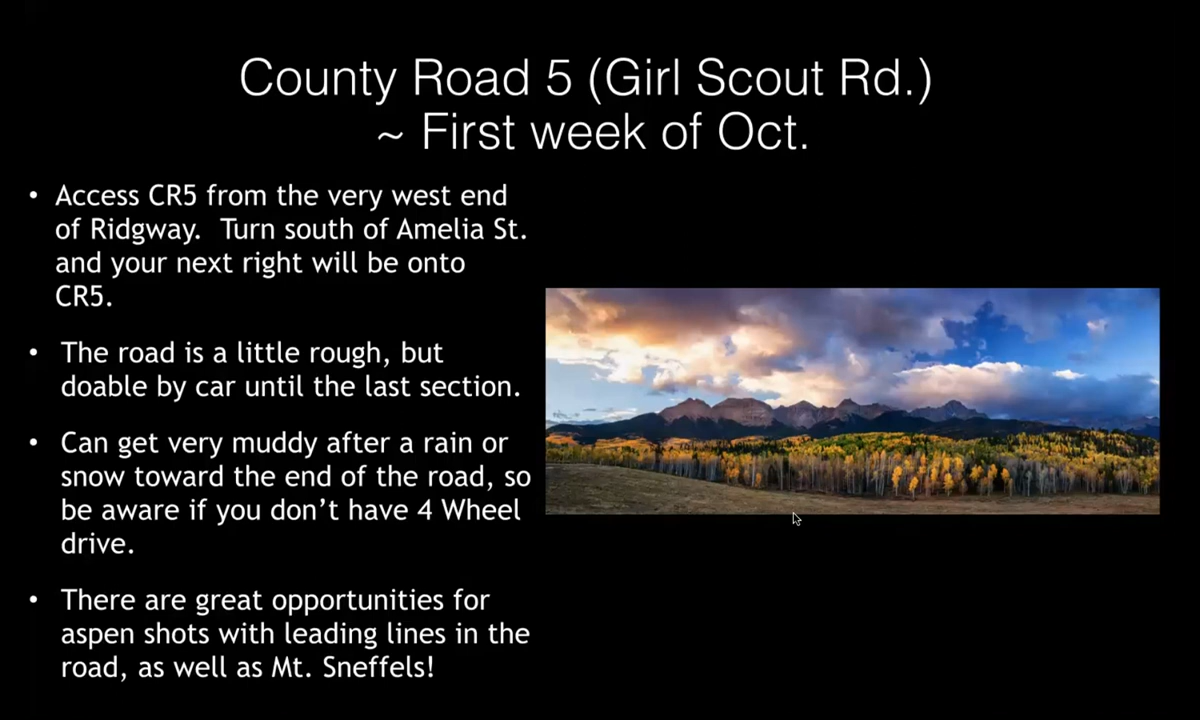 County Road 5 (Girl Scout Rd.)
~ First week of Oct.
• Access CR5 from the very west end
of Ridgway.  Turn south of Amelia St.
and your next right will be onto
CR5.
• The road is a little rough, but
doable by car until the last section.
• Can get very muddy after a rain or
snow toward the end of the road, so
be aware if you don’t have 4 Wheel
drive.
• There are great opportunities for
aspen shots with leading lines in the
road, as well as Mt. Sneffels!